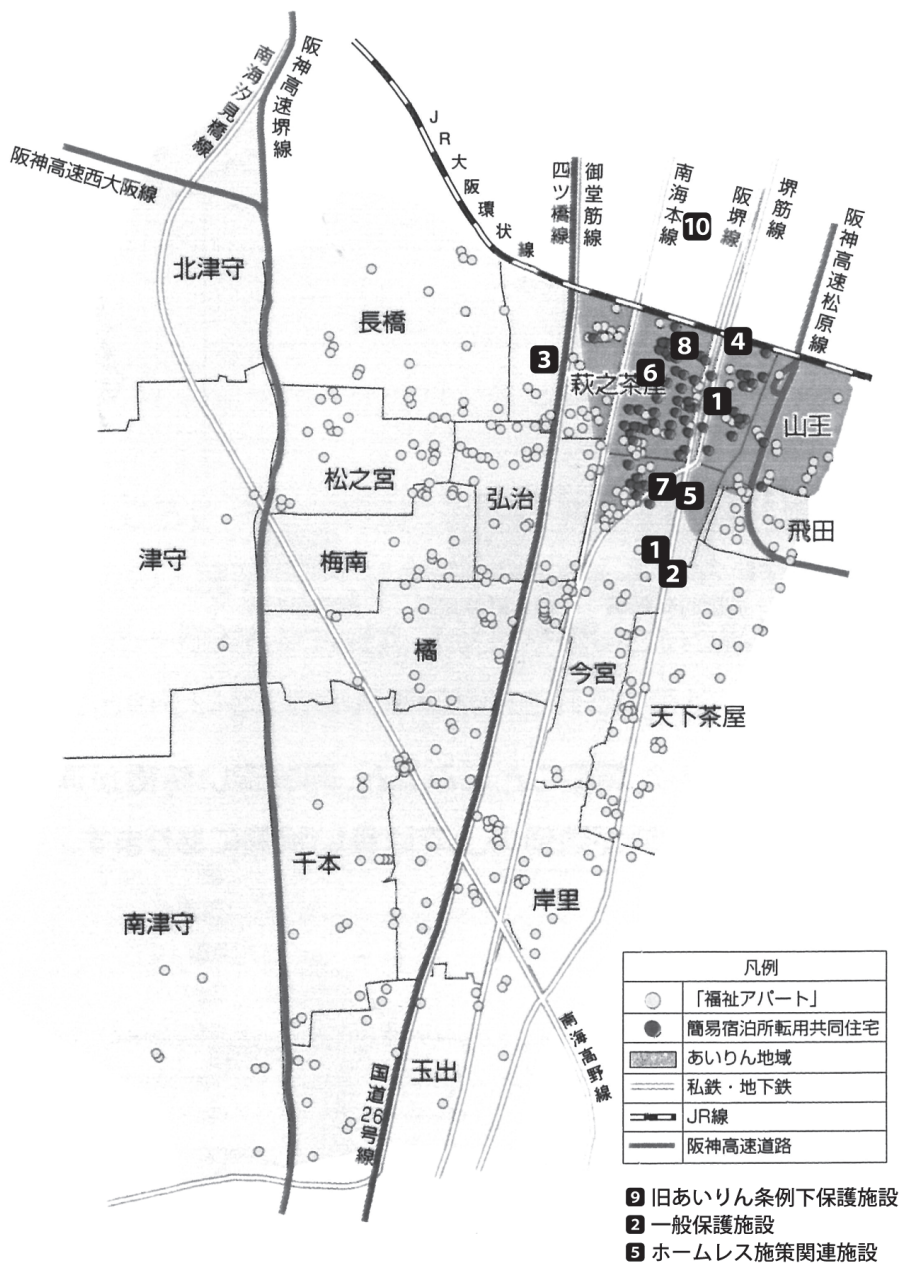 南海汐見橋線
阪神高速堺線
阪神高速西大阪線
JR大阪環状線
四ツ橋線
御堂筋線
南海本線
10
阪堺線
堺筋線
阪神高速松原線
北津守
長橋
3
萩之茶屋
6
8
4
1
山王
松之宮
弘治
7
5
飛田
津守
梅南
1
2
橘
今宮
天下茶屋
千本
南津守
岸里
玉出
国道26号線
南海高野線
凡例
「福祉アパート」
簡易宿泊所転用共同住宅
あいりん地域
私鉄・地下鉄
JR線
阪神高速道路
9 旧あいりん条例下保護施設
2 一般保護施設
5 ホームレス施策関連施設